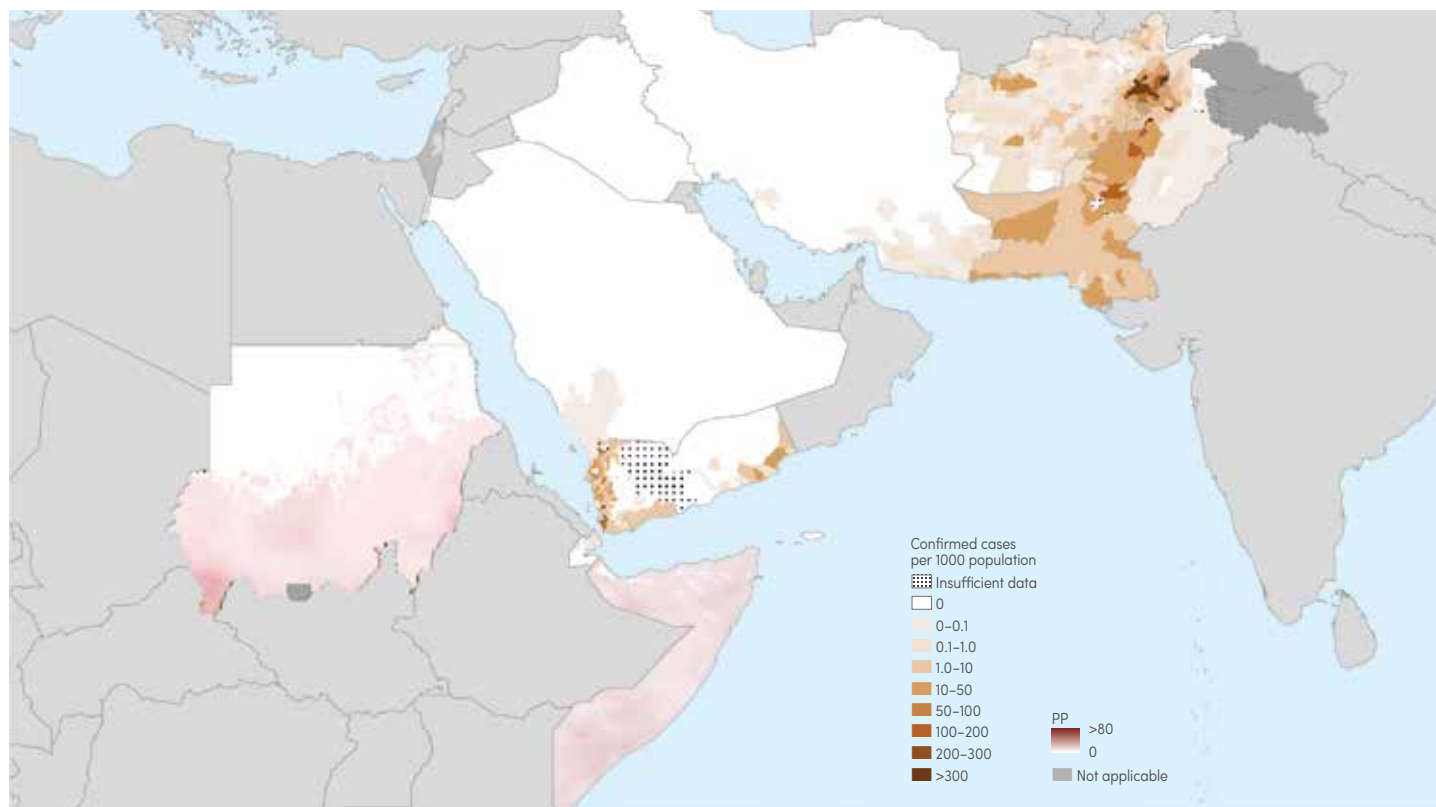 Confirmed cases
per 1000 population
Insufficient data
0
0–0.1
0.1–1.0
1.0–10
10–50
50–100
100–200
200–300
>300
PP
>80
0
Not applicable